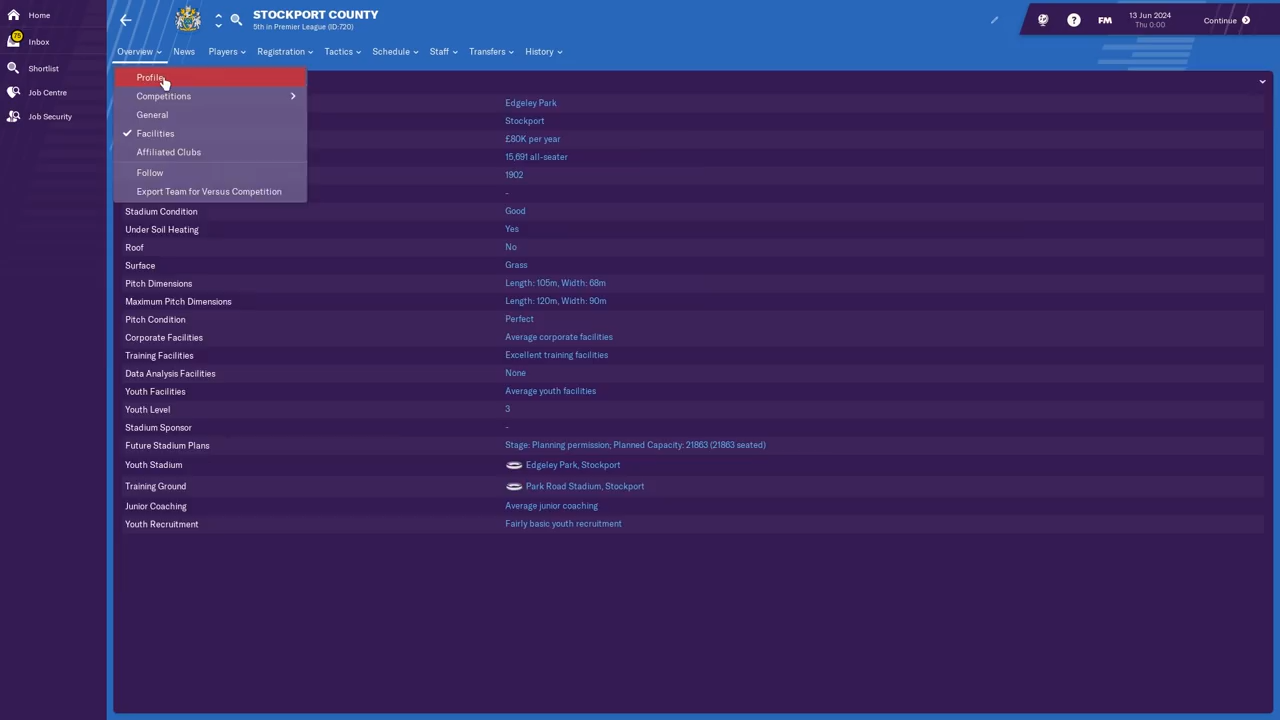 Home
75
Inbox
Shortlist
Job Centre
Job Security
STOCKPORT COUNTY
5th in Premier League (ID:720)
FM
13 Jun 2024
Thu 0:00
Continue
Overview
News
Players
Registration
Tactics
Schedule
Staff
Transfers
History
Profile
Competitions
General
Facilities
Affiliated Clubs
Follow
Export Team for Versus Competition
Edgeley Park
Stockport
£80K per year
15,691 all-seater
1902
-
Stadium Condition Good
Under Soil Heating Yes
Roof No
Surface Grass
Pitch Dimensions Length: 105m, Width: 68m
Maximum Pitch Dimensions Length: 120m, Width: 90m
Pitch Condition Perfect
Corporate Facilities Average corporate facilities
Training Facilities Excellent training facilities
Data Analysis Facilities None
Youth Facilities Average youth facilities
Youth Level 3
Stadium Sponsor -
Future Stadium Plans Stage: Planning permission; Planned Capacity: 21863 (21863 seated)
Youth Stadium Edgeley Park, Stockport
Training Ground Park Road Stadium, Stockport
Junior Coaching Average junior coaching
Youth Recruitment Fairly basic youth recruitment